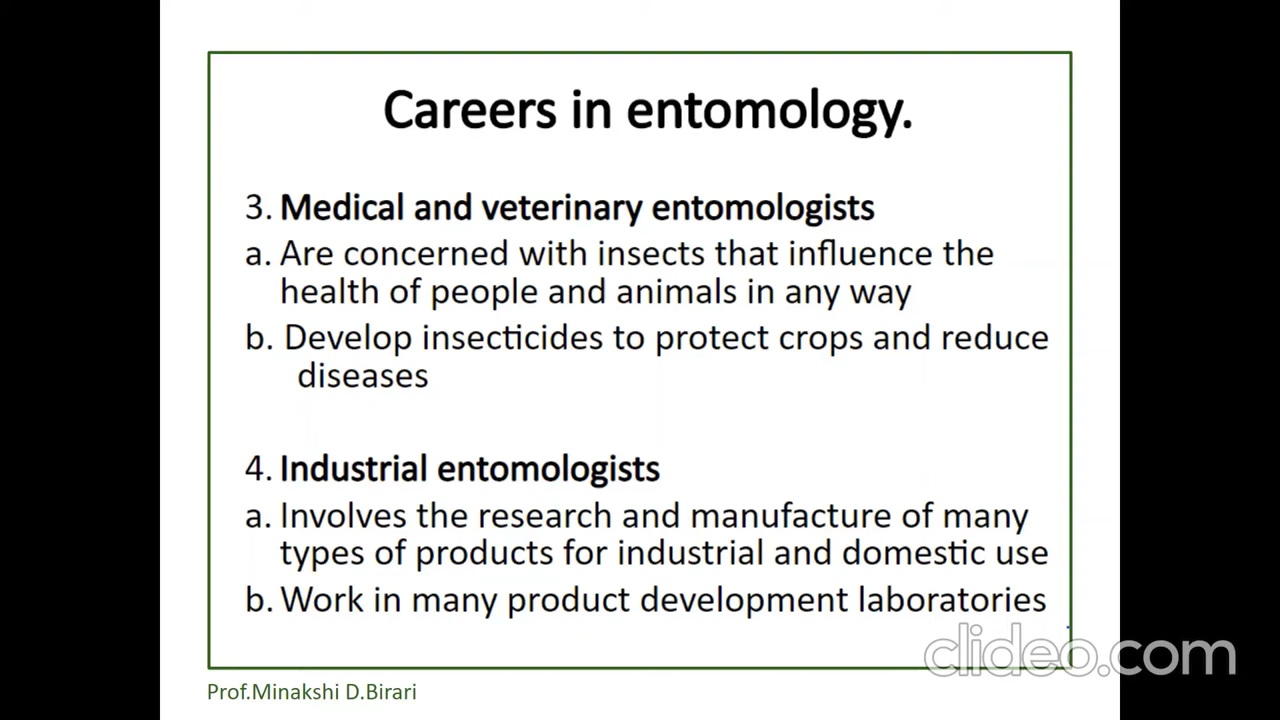 Careers in entomology.
3. Medical and veterinary entomologists
a. Are concerned with insects that influence the
health of people and animals in any way
b. Develop insecticides to protect crops and reduce
diseases
4. Industrial entomologists
a. Involves the research and manufacture of many
types of products for industrial and domestic use
b. Work in many product development laboratories
clideo.com
Prof.Minakshi D.Birari